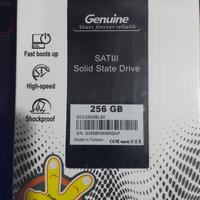 Genuine
Yours forever reliable
SATIII
Solid State Drive
Fast boots up
High-speed
Shockproof
256 GB
Made in Taiwan